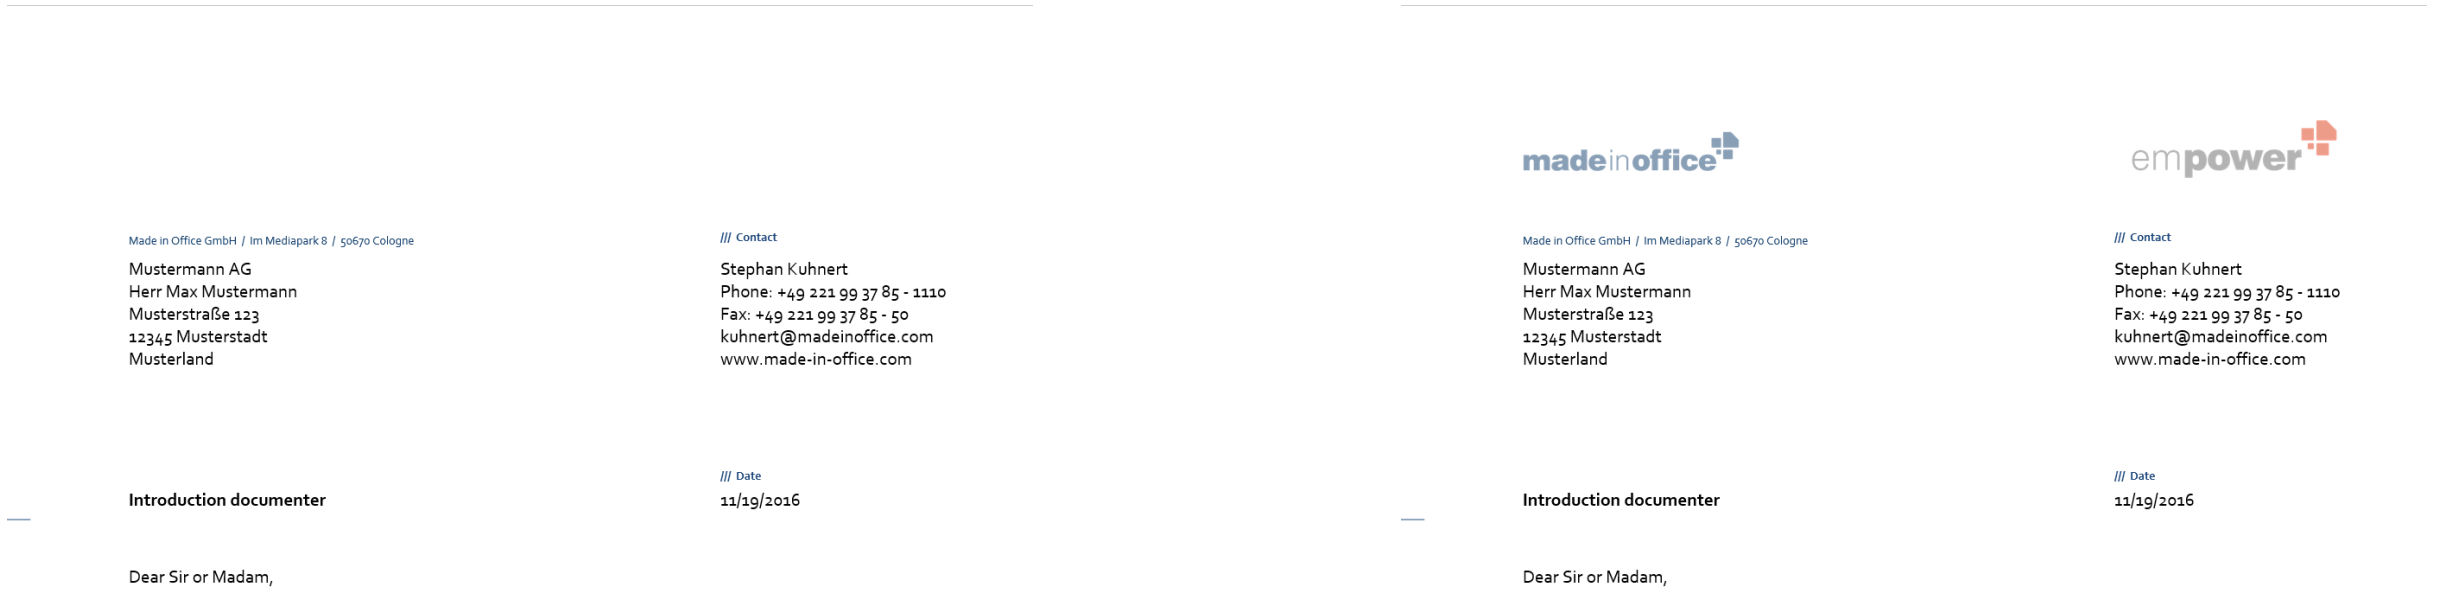 Made in Office GmbH / Im Mediapark 8 / 50670 Cologne
Mustermann AG
Herr Max Mustermann
Musterstraße 123
12345 Musterstadt
Musterland
/// Contact
Stephan Kuhnert
Phone: +49 221 99 37 85 - 1110
Fax: +49 221 99 37 85 - 50
kuhnert@madeinoffice.com
www.made-in-office.com
/// Date
11/19/2016
Introduction documenter
Dear Sir or Madam,
madeinoffice
empower
Made in Office GmbH / Im Mediapark 8 / 50670 Cologne
Mustermann AG
Herr Max Mustermann
Musterstraße 123
12345 Musterstadt
Musterland
/// Contact
Stephan Kuhnert
Phone: +49 221 99 37 85 - 1110
Fax: +49 221 99 37 85 - 50
kuhnert@madeinoffice.com
www.made-in-office.com
/// Date
11/19/2016
Introduction documenter
Dear Sir or Madam,